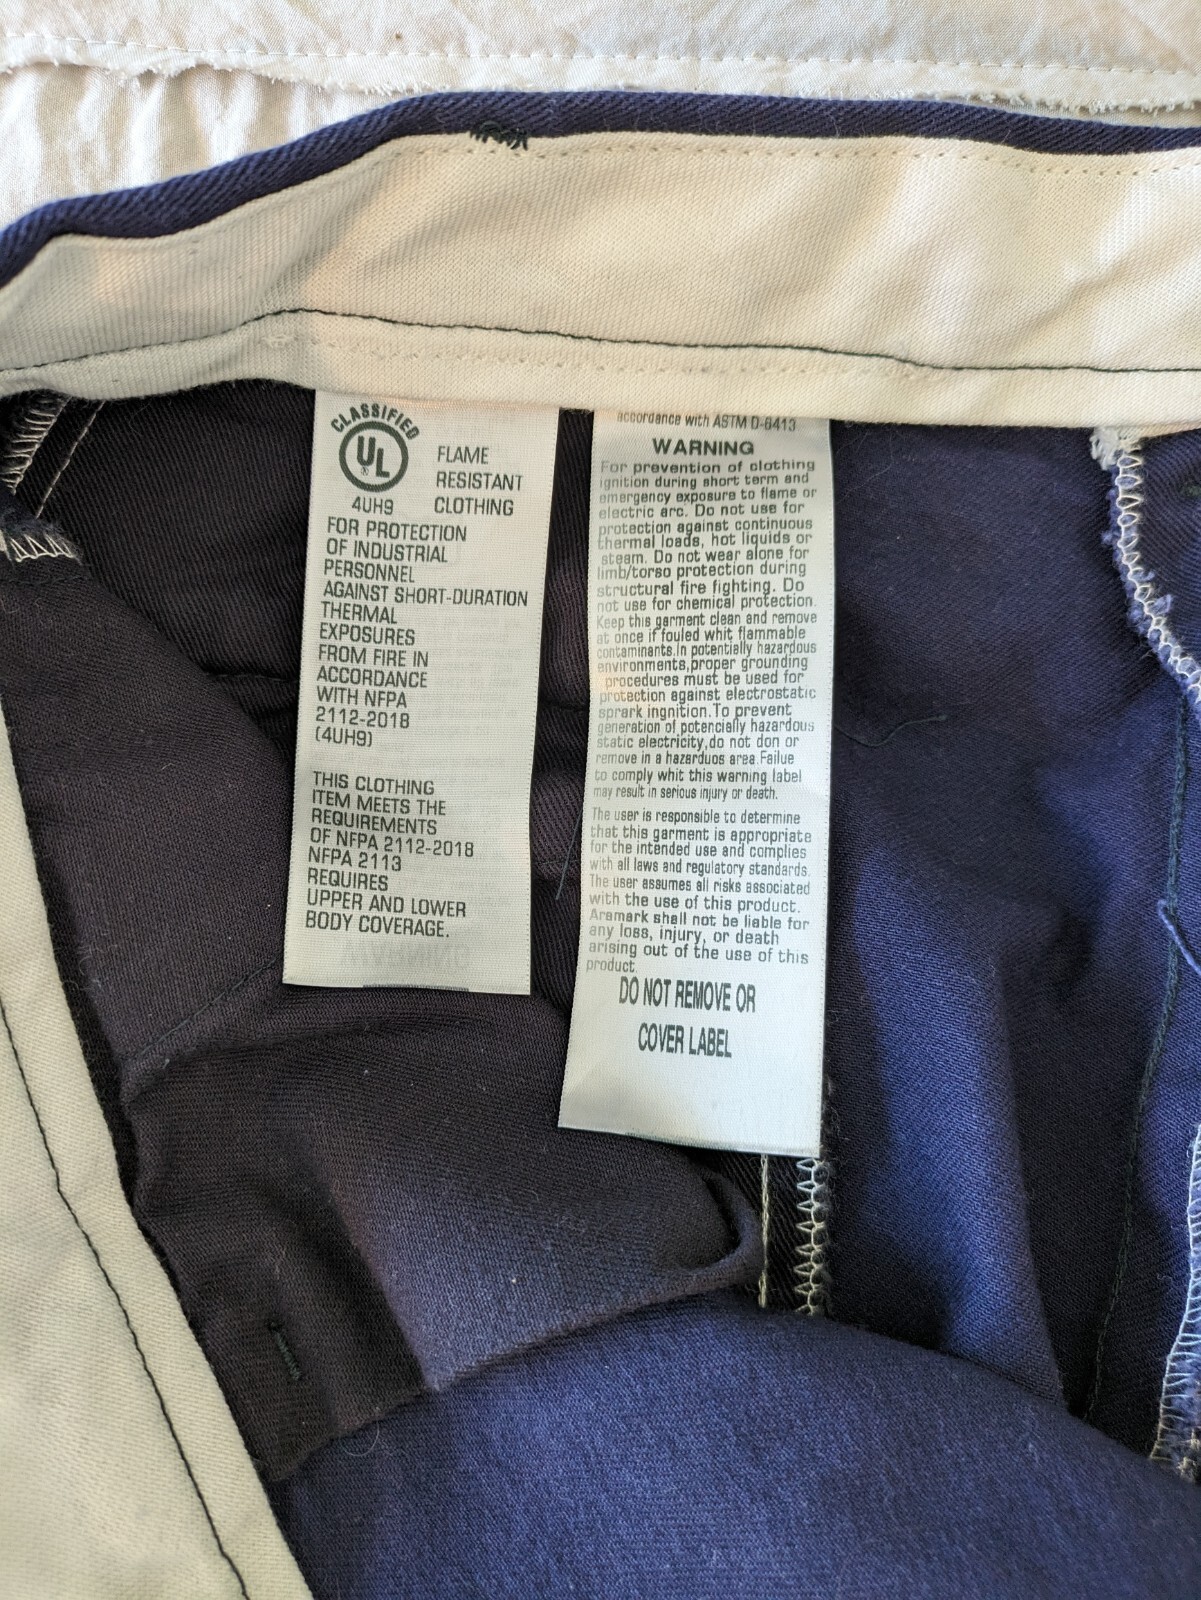 CLASSIFIED
UL
®
4UH9
FLAME
RESISTANT
CLOTHING
FOR PROTECTION
OF INDUSTRIAL
PERSONNEL
AGAINST SHORT-DURATION
THERMAL
EXPOSURES
FROM FIRE IN
ACCORDANCE
WITH NFPA
2112-2018
(4UH9)
THIS CLOTHING
ITEM MEETS THE
REQUIREMENTS
OF NFPA 2112-2018
NFPA 2113
REQUIRES
UPPER AND LOWER
BODY COVERAGE.
accordance with ASTM D-6413
WARNING
For prevention of clothing
ignition during short term and
emergency exposure to flame or
electric arc. Do not use for
protection against continuous
thermal loads, hot liquids or
steam. Do not wear alone for
limb/torso protection during
structural fire fighting. Do
not use for chemical protection.
Keep this garment clean and remove
at once if fouled whit flammable
contaminants.In potentially hazardous
environments,proper grounding
procedures must be used for
protection against electrostatic
sprark ingnition.To prevent
generation of potencially hazardous
static electricity,do not don or
remove in a hazarduos area.Failue
to comply whit this warning label
may result in serious injury or death.
The user is responsible to determine
that this garment is appropriate
for the intended use and complies
with all laws and regulatory standards.
The user assumes all risks associated
with the use of this product.
Aramark shall not be liable for
any loss, injury, or death
arising out of the use of this
product.
DO NOT REMOVE OR
COVER LABEL